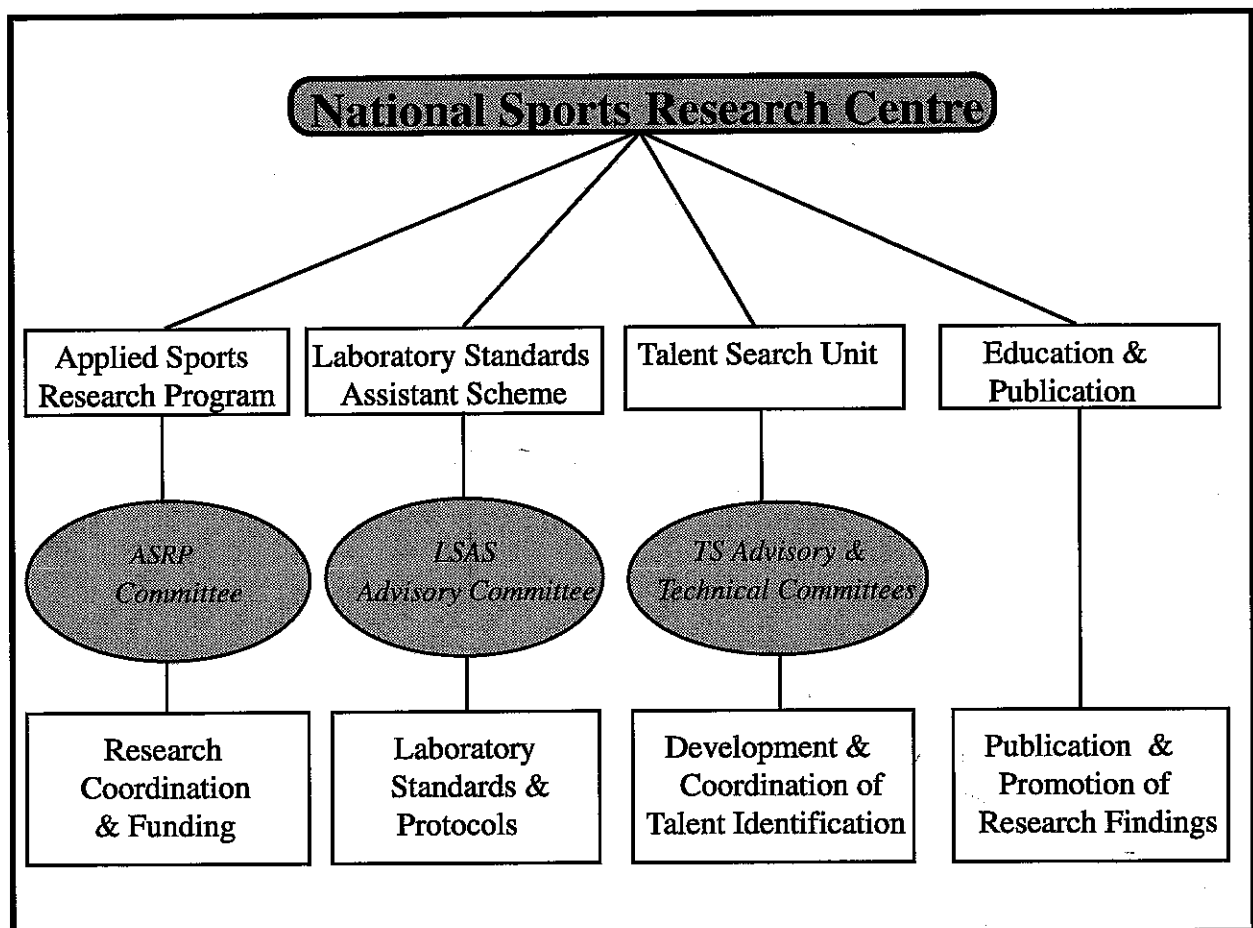 National Sports Research Centre
Applied Sports
Research Program
Laboratory Standards
Assistant Scheme
Talent Search Unit
Education &
Publication
ASRP
Committee
LSAS
Advisory Committee
TS Advisory &
Technical Committees
Research
Coordination
& Funding
Laboratory
Standards &
Protocols
Development &
Coordination of
Talent Identification
Publication &
Promotion of
Research Findings